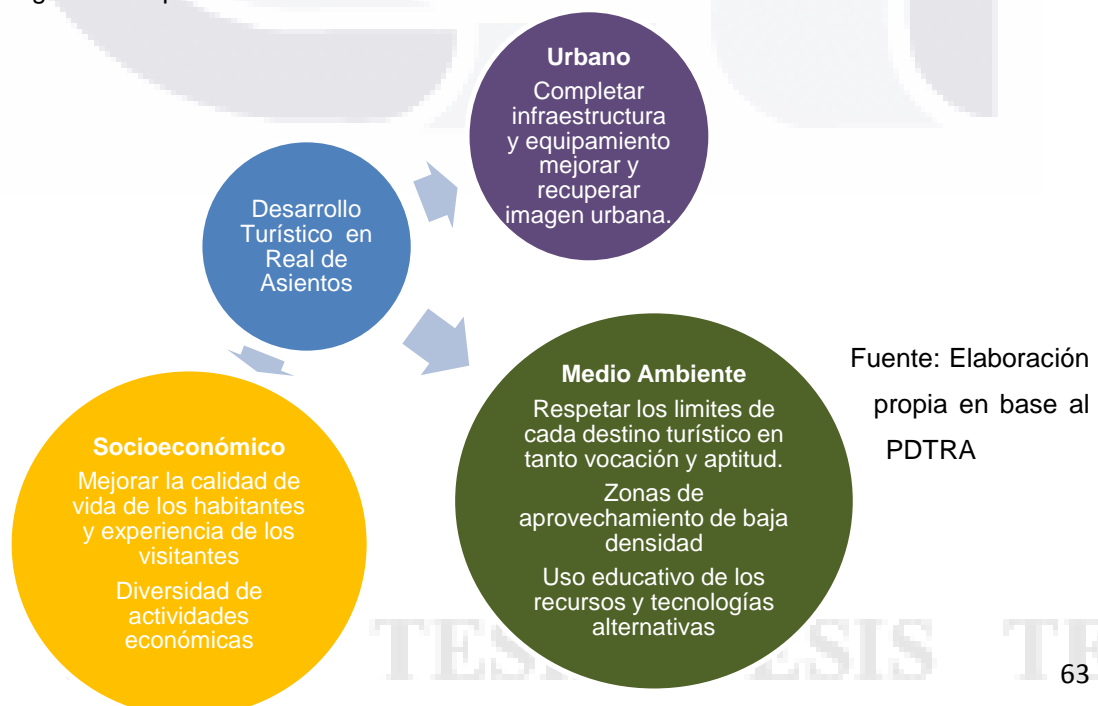 Urbano
Completar
infraestructura
y equipamiento
mejorar y
recuperar
imagen urbana.
Desarrollo
Turístico en
Real de
Asientos
Medio Ambiente
Respetar los limites de
cada destino turístico en
tanto vocación y aptitud.
Zonas de
aprovechamiento de baja
densidad
Uso educativo de los
recursos y tecnologías
alternativas
Socioeconómico
Mejorar la calidad de
vida de los habitantes
y experiencia de los
visitantes
Diversidad de
actividades
económicas
Fuente: Elaboración
propia en base al
PDTRA
63